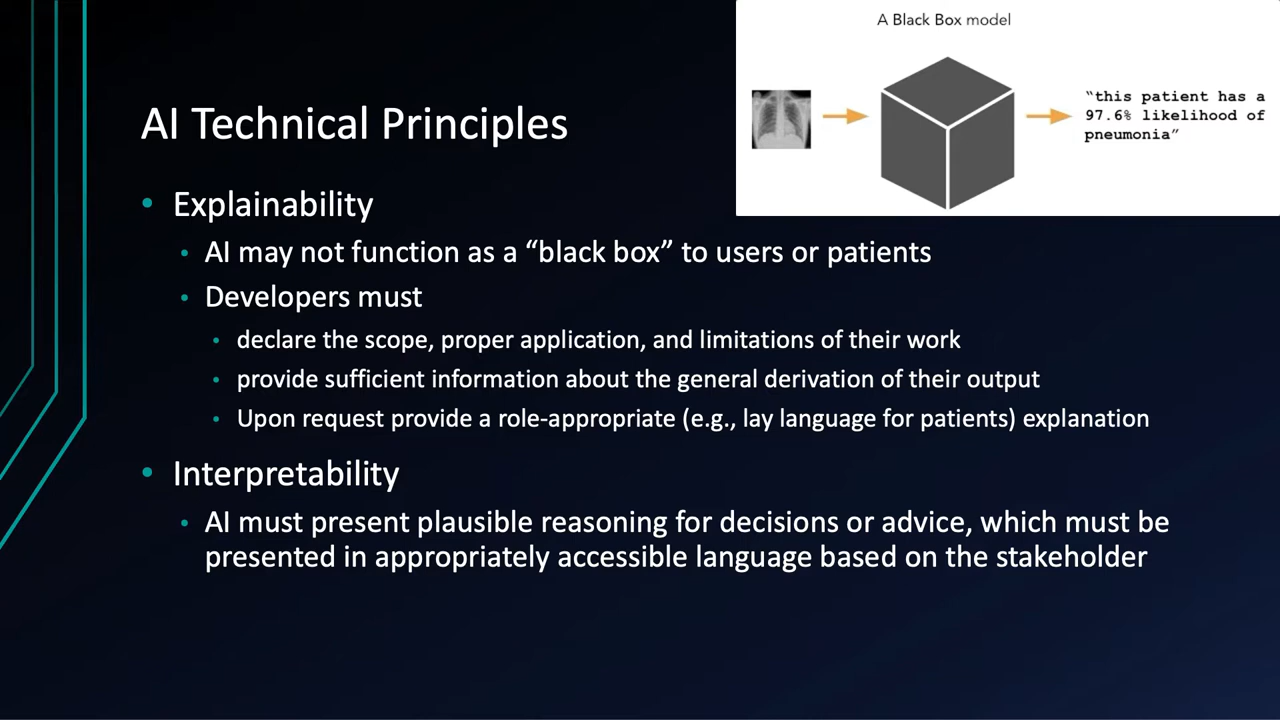 A Black Box model
"this patient has a
97.6% likelihood of
pneumonia"
AI Technical Principles
• Explainability
• AI may not function as a “black box” to users or patients
• Developers must
• declare the scope, proper application, and limitations of their work
• provide sufficient information about the general derivation of their output
• Upon request provide a role-appropriate (e.g., lay language for patients) explanation
• Interpretability
• AI must present plausible reasoning for decisions or advice, which must be
presented in appropriately accessible language based on the stakeholder